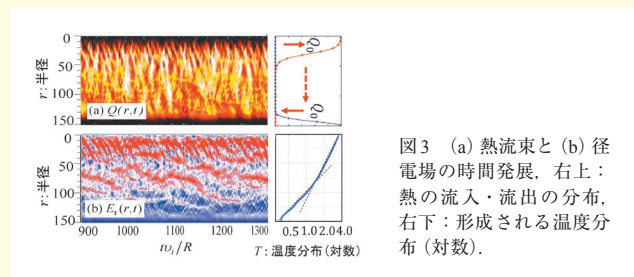 0
50
100
150
r:半径
(a) Q(r,t)
Q₀
Q₀
0
50
100
150
r:半径
(b) Eᵣ(r,t)
900 1000 1100 1200 1300
tυᵢ/R
0.5 1.0 2.0 4.0
T:温度分布(対数)
図3 (a) 熱流束と (b) 径
電場の時間発展,右上:
熱の流入・流出の分布,
右下:形成される温度分
布 (対数).